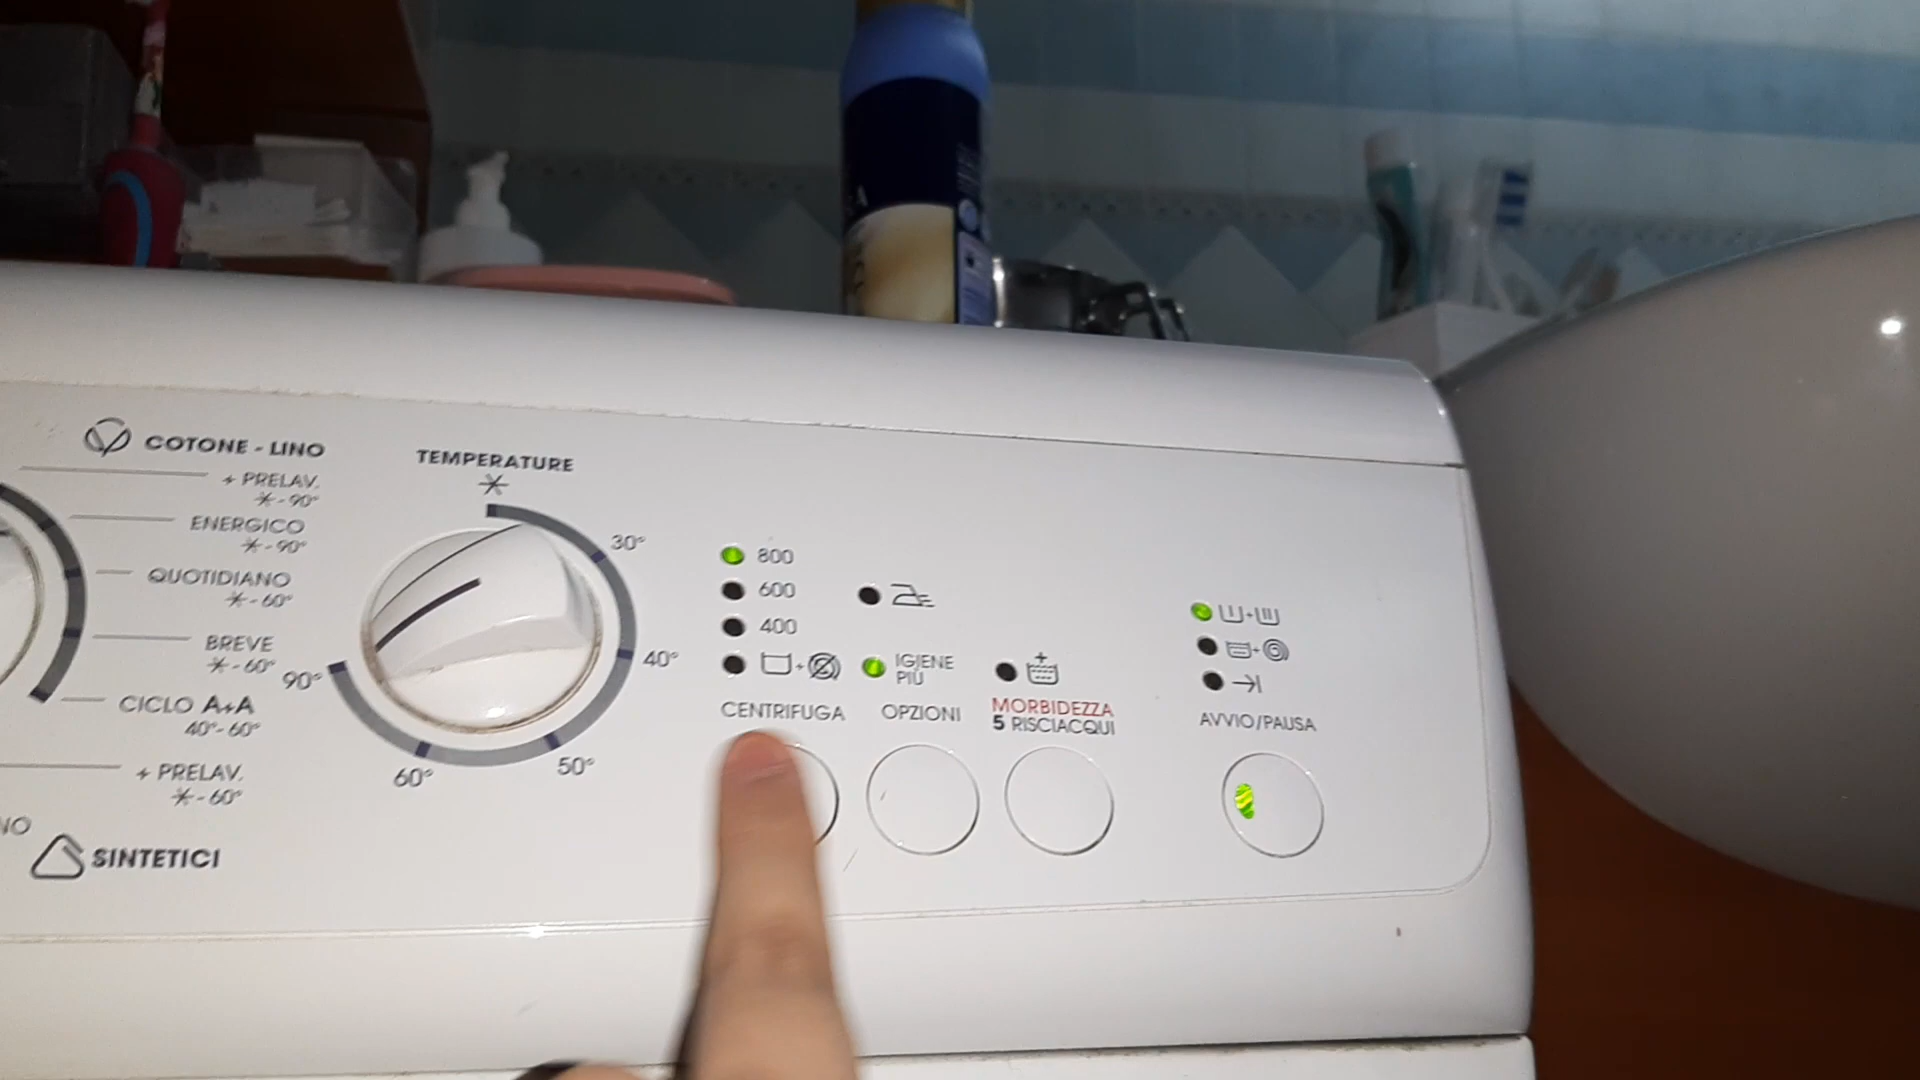 COTONE - LINO
+ PRELAV.
*-90°
ENERGICO
*-90°
QUOTIDIANO
*-60°
BREVE
*-60°
CICLO A+A
40°-60°
+ PRELAV.
*-60°
SINTETICI
TEMPERATURE
*
30°
40°
50°
60°
90°
800
600
400
CENTRIFUGA
IGIENE
PIÙ
OPZIONI
MORBIDEZZA
5 RISCIACQUI
AVVIO/PAUSA